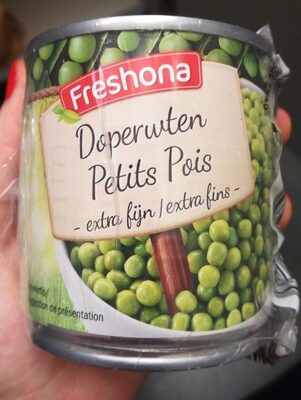 Freshona
Doperwten
Petits Pois
- extra fijn / extra fins -
de présentation